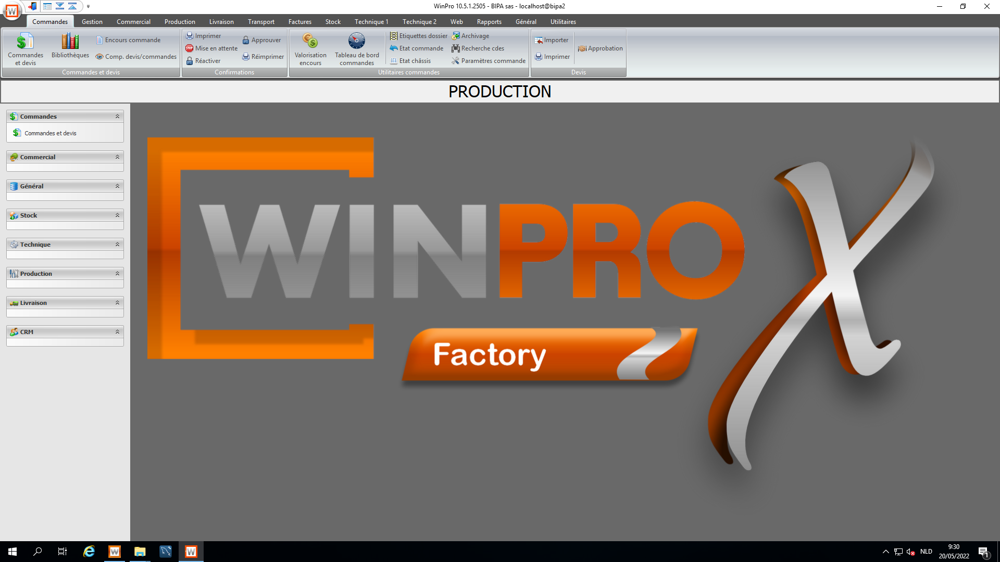 WinPro 10.5.1.2505 - BIPA sas - localhost@bipa2
Commandes Gestion Commercial Production Livraison Transport Factures Stock Technique 1 Technique 2 Web Rapports Général Utilitaires
Commandes
et devis
Bibliothèques
Encours commande
Comp. devis/commandes
Commandes et devis
Imprimer
Mise en attente
Réactiver
Approuver
Réimprimer
Confirmations
Valorisation
encours
Tableau de bord
commandes
Etiquettes dossier
Etat commande
Etat châssis
Archivage
Recherche cdes
Paramètres commande
Utilitaires commandes
Importer
Imprimer
Approbation
Devis
PRODUCTION
Commandes
Commandes et devis
Commercial
Général
Stock
Technique
Production
Livraison
CRM
WINPRO X
Factory
NLD
9:30
20/05/2022
1